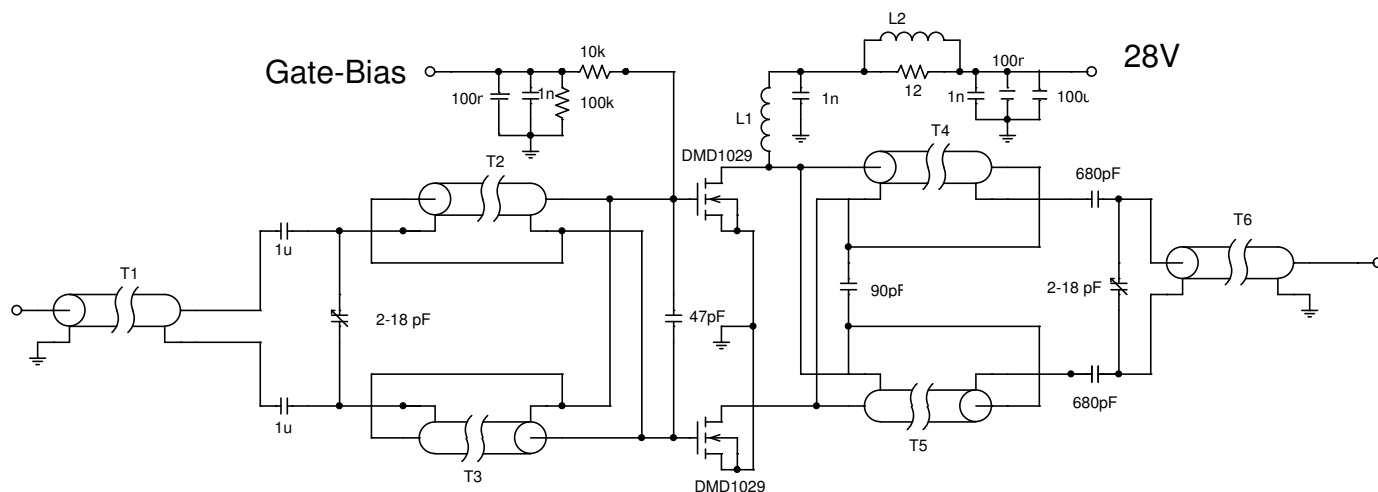 L2
Gate-Bias
10k
100r
1n
100k
28V
100r
12
1n
1n
100u
L1
DMD1029
T2
T4
680pF
1u
T1
2-18 pF
47pF
90pF
2-18 pF
T6
1u
T3
DMD1029
T5
680pF